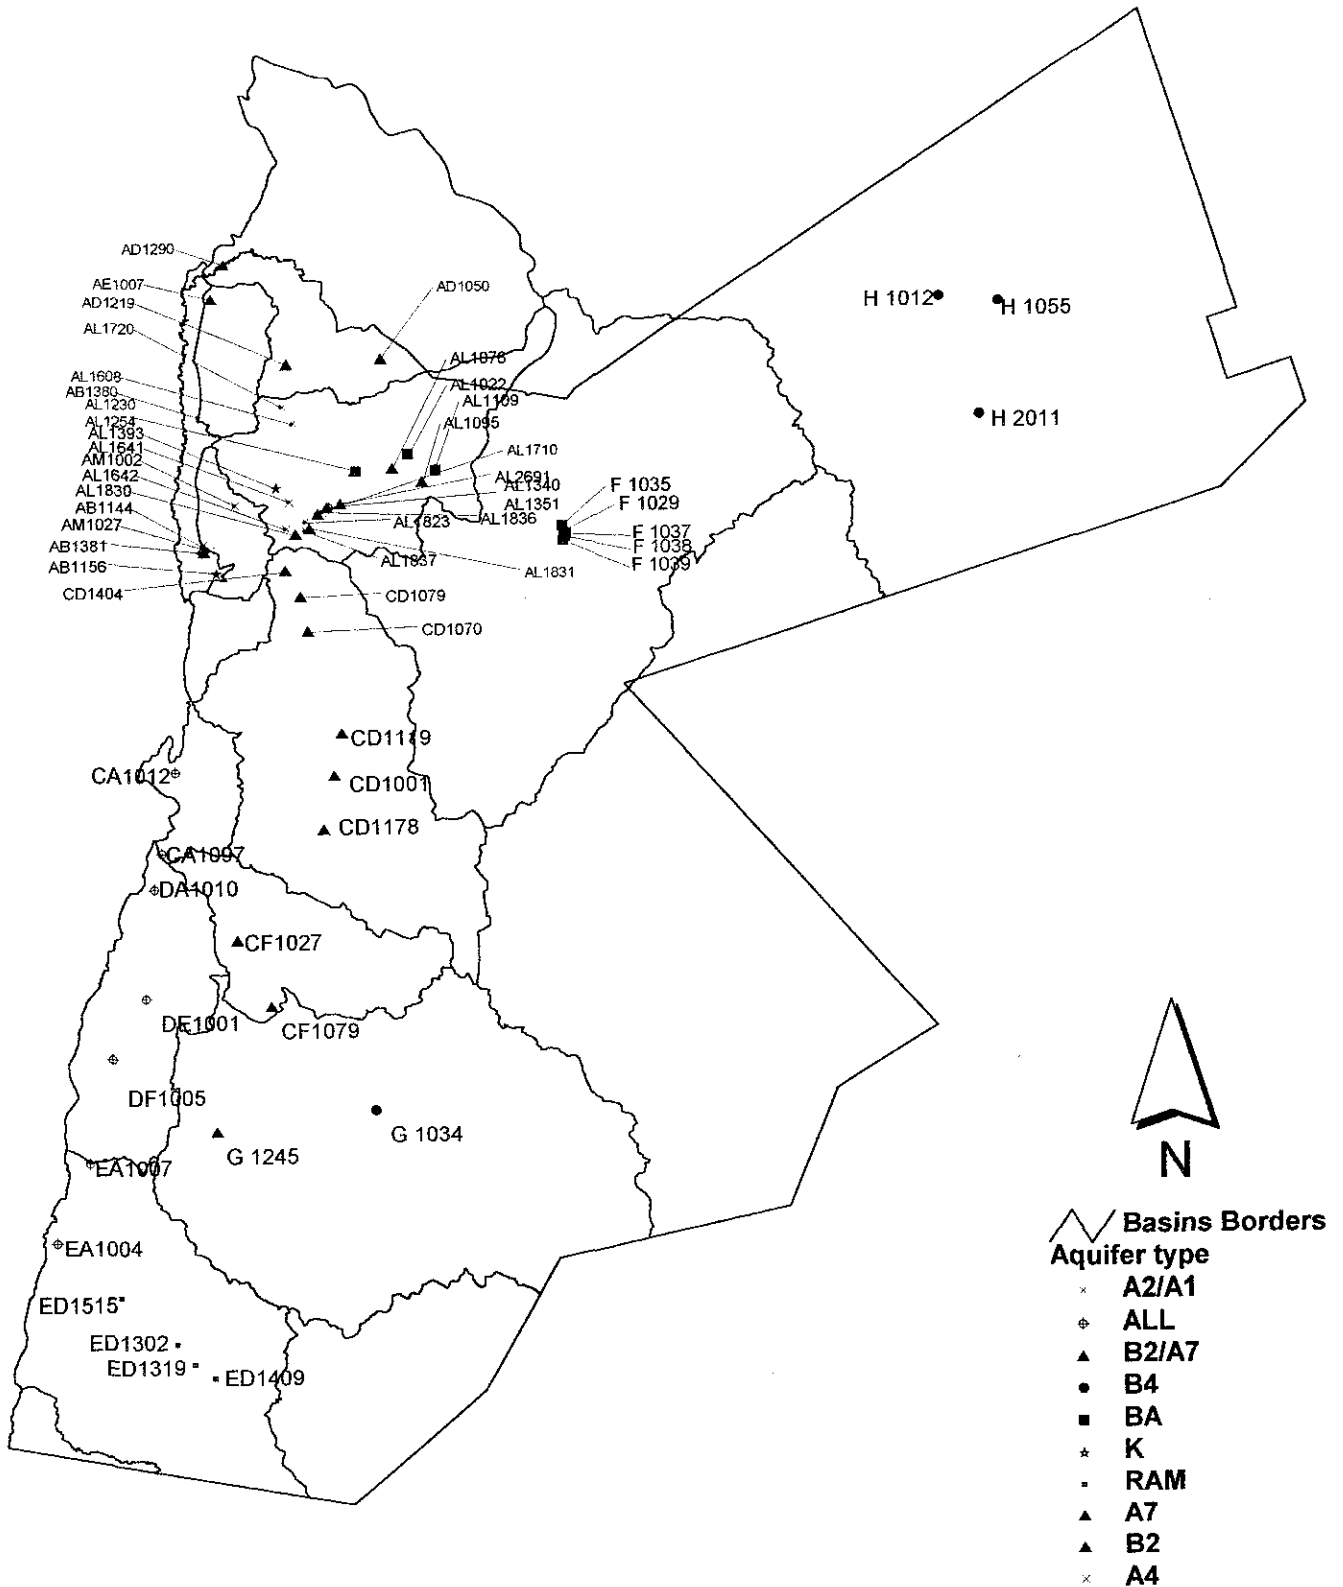 AD1290
AE1007
AD1219
AL1720
AD1050
H 1012
H 1055
AL1608
AB1380
AL1230
AL1254
AL1393
AL1641
AM1002
AL1642
AL1830
AB1144
AM1027
AB1381
AB1156
CD1404
AL1876
AL1022
AL1109
AL1095
AL1710
AL2691
AL1340
AL1351
AL1836
AL1823
AL1837
AL1831
H 2011
F 1035
F 1029
F 1037
F 1038
F 1039
CD1079
CD1070
CD1119
CA1012
CD1001
CD1178
CA1097
DA1010
CF1027
DE1001
CF1079
DF1005
G 1034
G 1245
EA1007
EA1004
ED1515
ED1302
ED1319
ED1409
N
Basins Borders
Aquifer type
A2/A1
ALL
B2/A7
B4
BA
K
RAM
A7
B2
A4